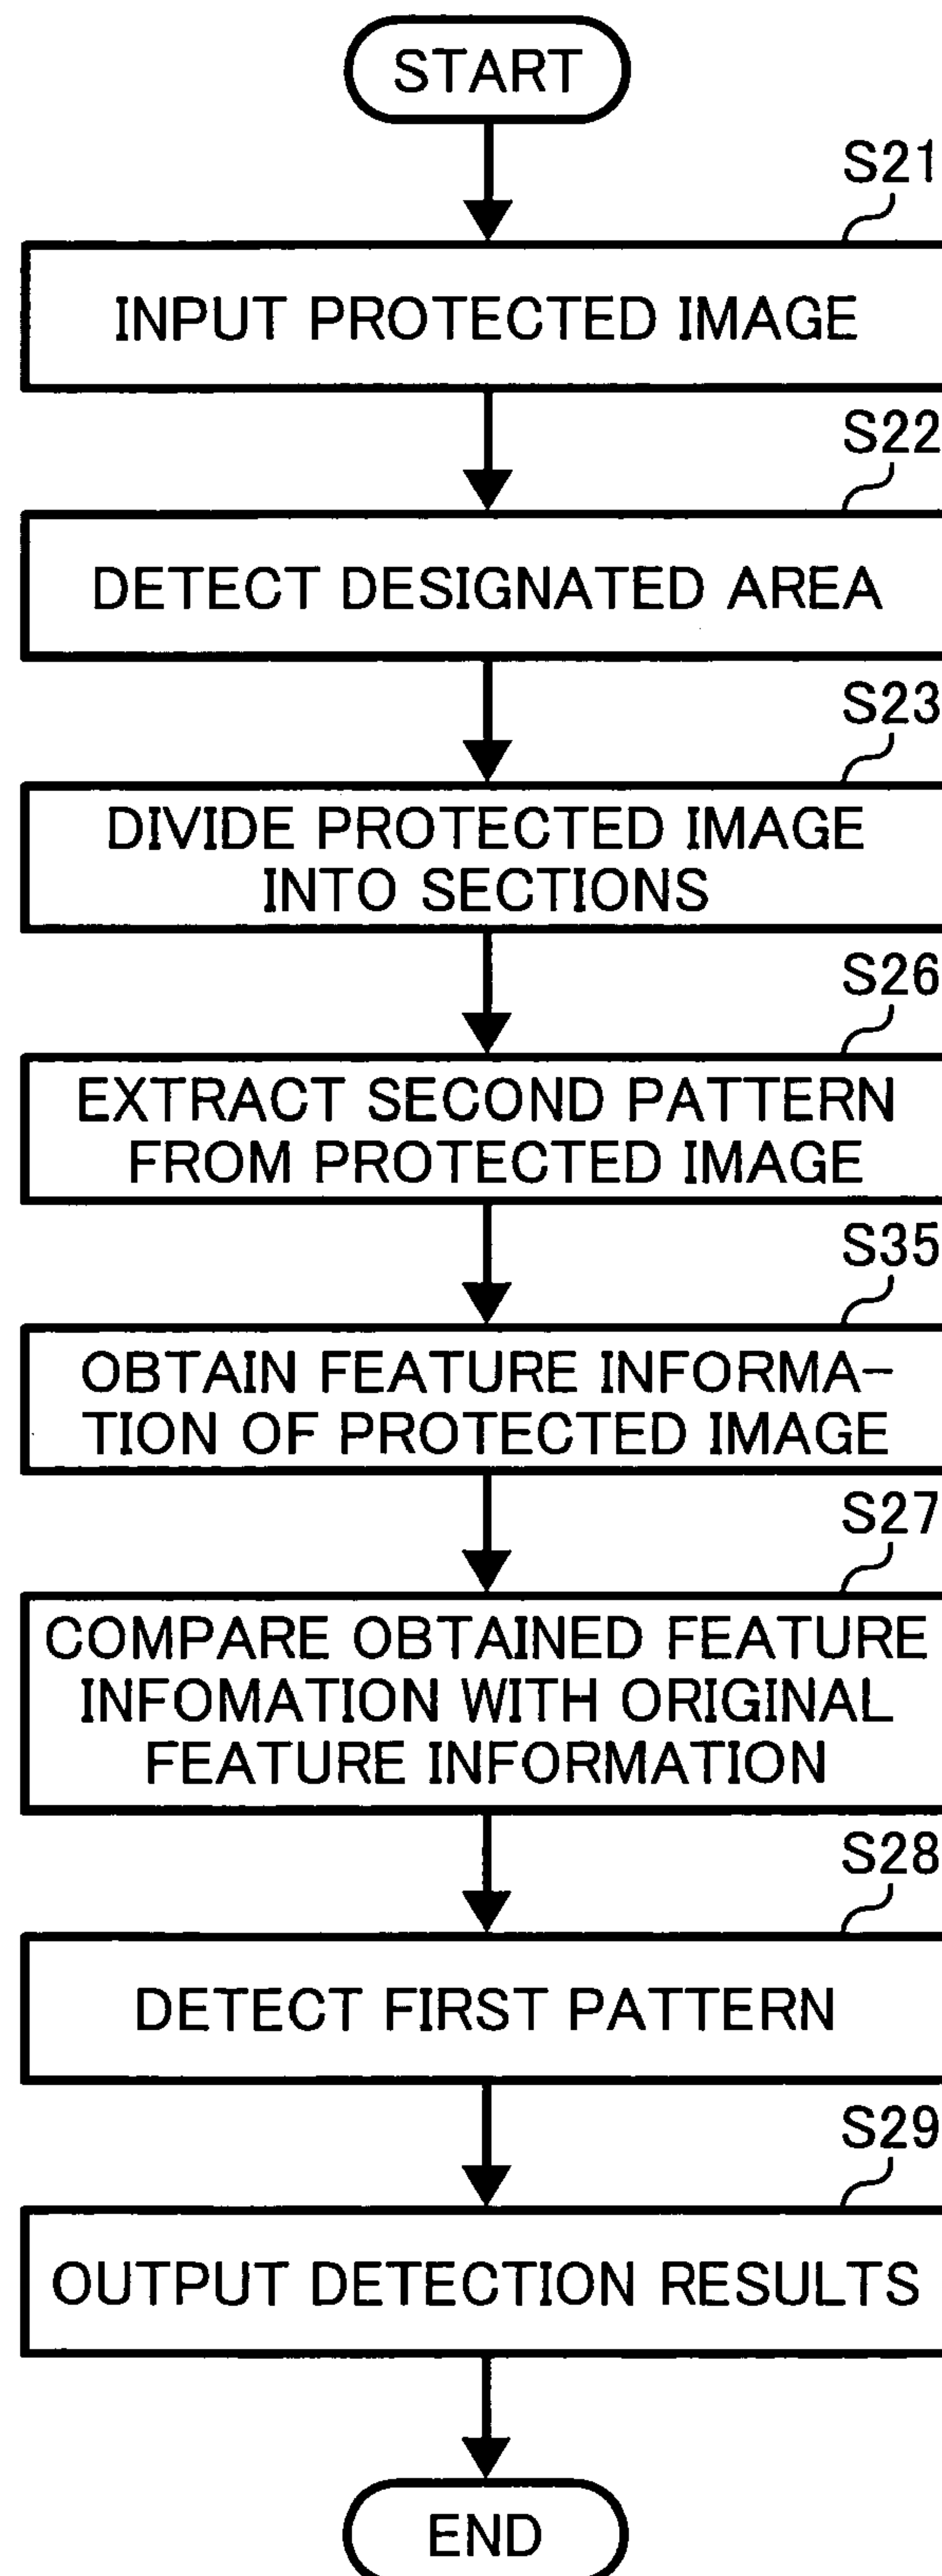 START
S21
INPUT PROTECTED IMAGE
S22
DETECT DESIGNATED AREA
S23
DIVIDE PROTECTED IMAGE
INTO SECTIONS
S26
EXTRACT SECOND PATTERN
FROM PROTECTED IMAGE
S35
OBTAIN FEATURE INFORMA-
TION OF PROTECTED IMAGE
S27
COMPARE OBTAINED FEATURE
INFOMATION WITH ORIGINAL
FEATURE INFORMATION
S28
DETECT FIRST PATTERN
S29
OUTPUT DETECTION RESULTS
END